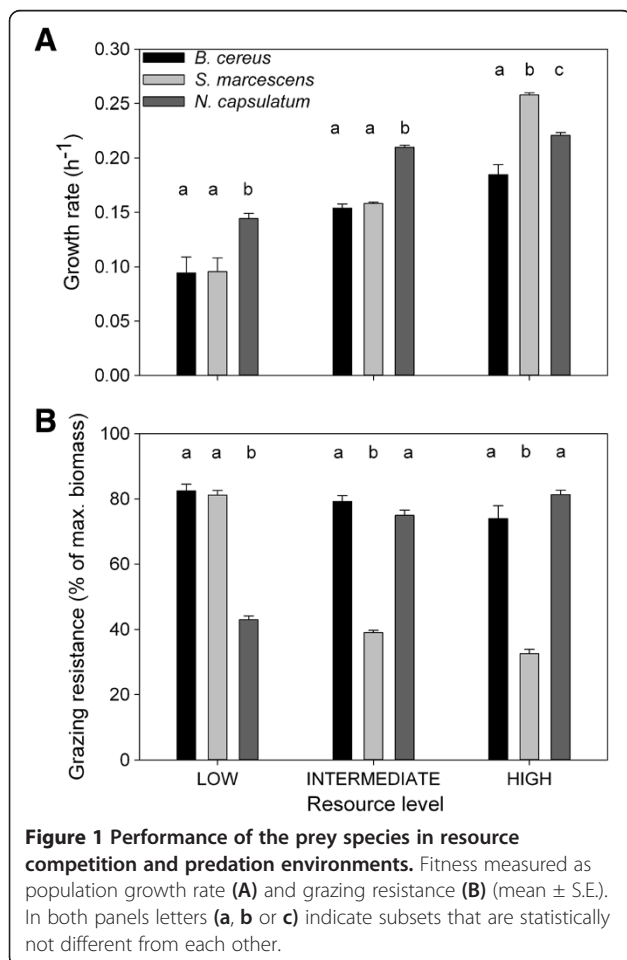 A
0.30
B. cereus
S. marcescens
N. capsulatum
a b c
0.25
a a b
0.20
a a b
0.15
0.10
0.05
0.00
Growth rate (h⁻¹)
B
100
a a b a b a a b a
80
60
40
20
0
Grazing resistance (% of max. biomass)
LOW INTERMEDIATE HIGH
Resource level
Figure 1 Performance of the prey species in resource
competition and predation environments. Fitness measured as
population growth rate (A) and grazing resistance (B) (mean ± S.E.).
In both panels letters (a, b or c) indicate subsets that are statistically
not different from each other.